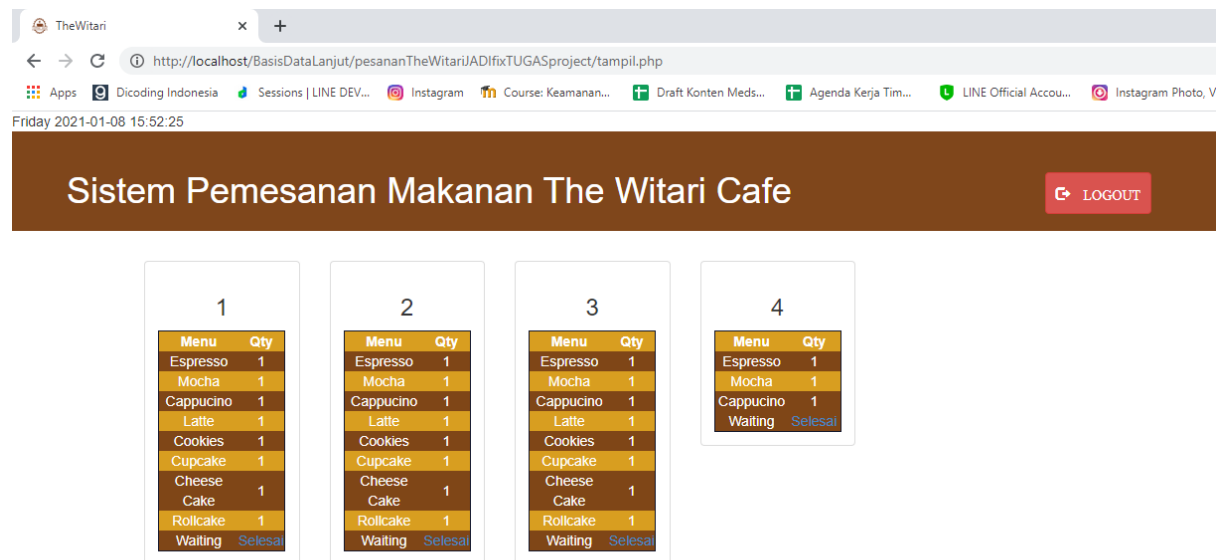 TheWitari
http://localhost/BasisDataLanjut/pesananTheWitariJADIfixTUGASproject/tampil.php
Apps Dicoding Indonesia Sessions | LINE DEV... Instagram Course: Keamanan... Draft Konten Meds... Agenda Kerja Tim... LINE Official Accou... Instagram Photo, V
Friday 2021-01-08 15:52:25
Sistem Pemesanan Makanan The Witari Cafe
LOGOUT
1
Menu Qty
Espresso 1
Mocha 1
Cappucino 1
Latte 1
Cookies 1
Cupcake 1
Cheese
Cake 1
Rollcake 1
Waiting Selesai
2
Menu Qty
Espresso 1
Mocha 1
Cappucino 1
Latte 1
Cookies 1
Cupcake 1
Cheese
Cake 1
Rollcake 1
Waiting Selesai
3
Menu Qty
Espresso 1
Mocha 1
Cappucino 1
Latte 1
Cookies 1
Cupcake 1
Cheese
Cake 1
Rollcake 1
Waiting Selesai
4
Menu Qty
Espresso 1
Mocha 1
Cappucino 1
Waiting Selesai